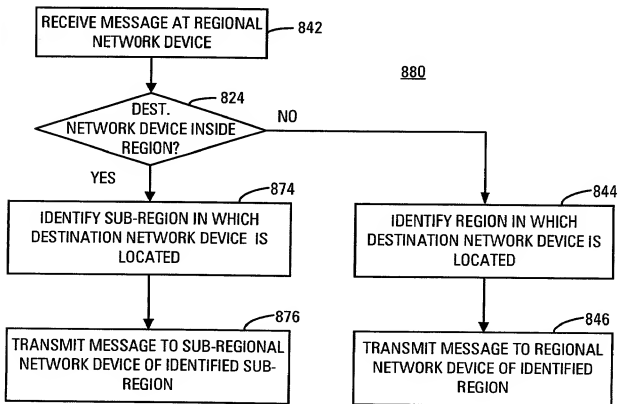 RECEIVE MESSAGE AT REGIONAL
NETWORK DEVICE
842
880
824
DEST.
NETWORK DEVICE INSIDE
REGION?
NO
YES
874
IDENTIFY SUB-REGION IN WHICH
DESTINATION NETWORK DEVICE IS
LOCATED
844
IDENTIFY REGION IN WHICH
DESTINATION NETWORK DEVICE IS
LOCATED
876
TRANSMIT MESSAGE TO SUB-REGIONAL
NETWORK DEVICE OF IDENTIFIED SUB-
REGION
846
TRANSMIT MESSAGE TO REGIONAL
NETWORK DEVICE OF IDENTIFIED
REGION